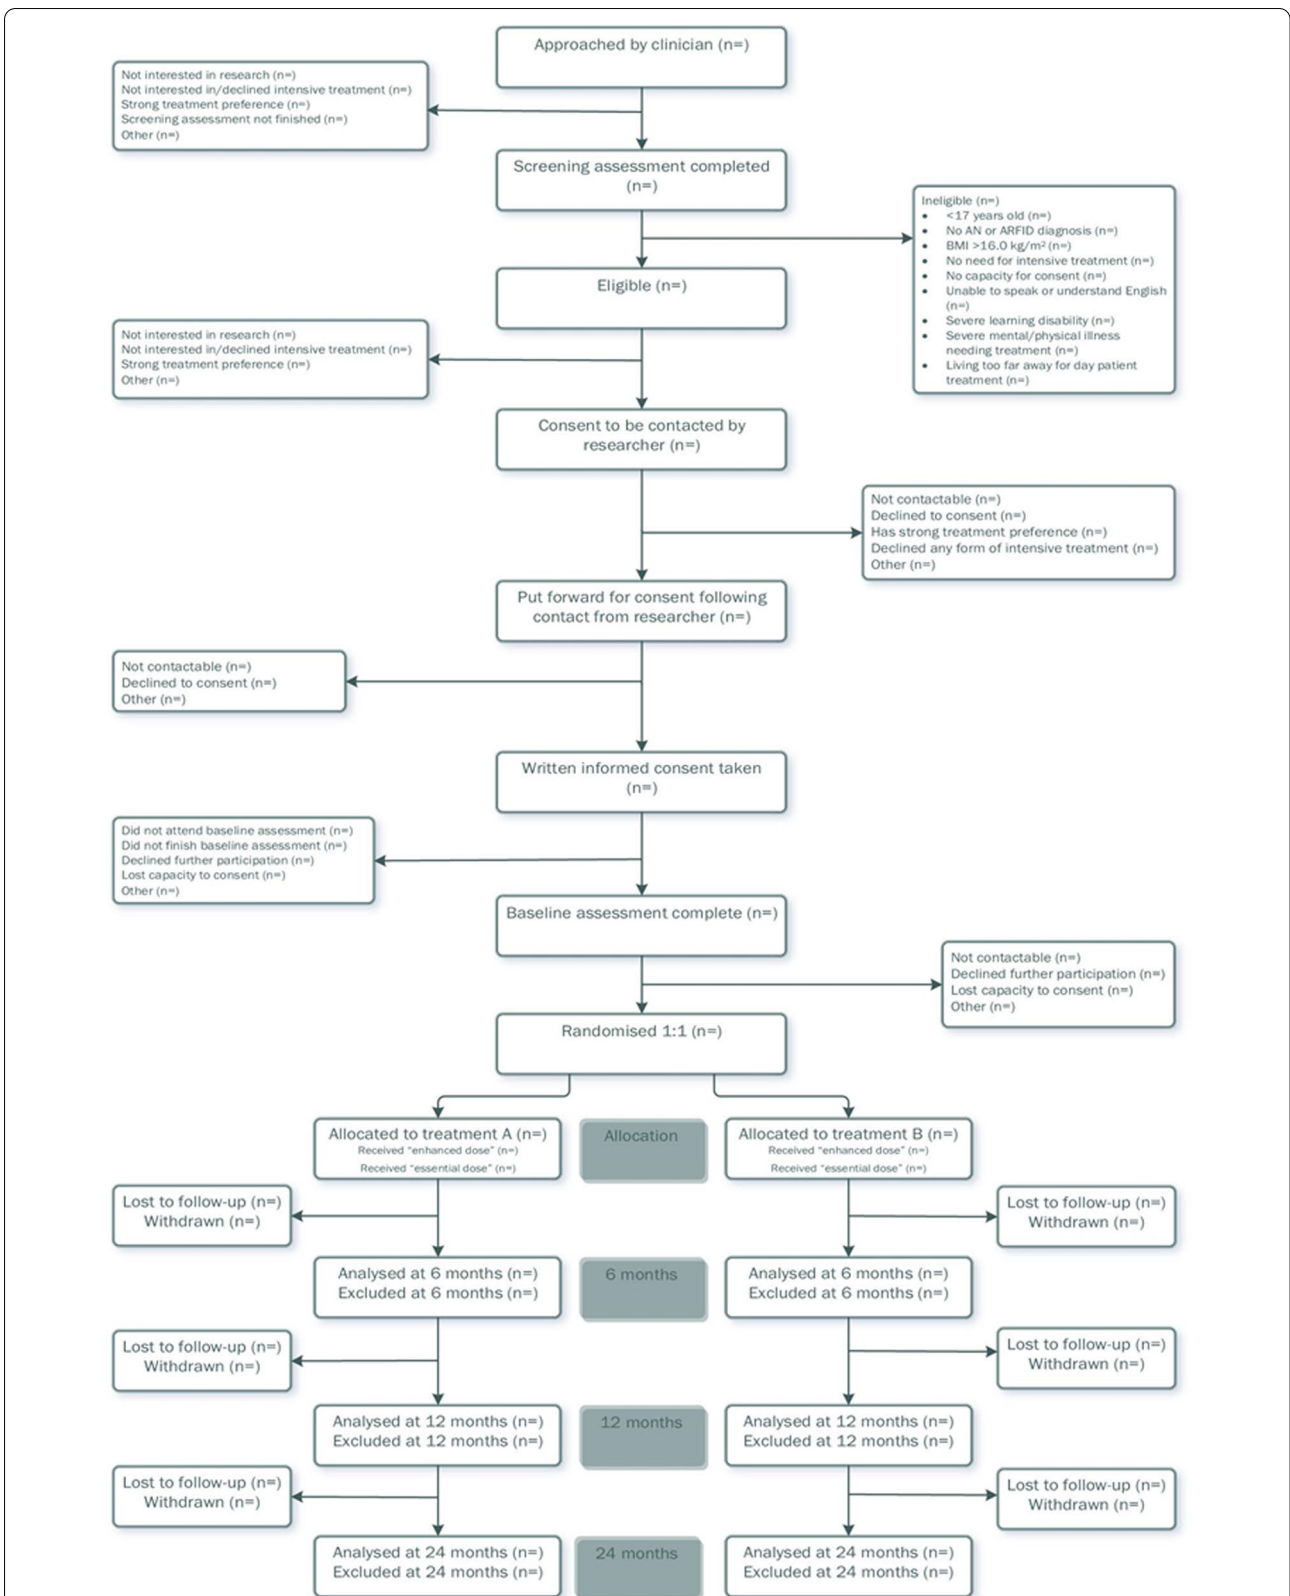 Approached by clinician (n=)
Not interested in research (n=)
Not interested in/declined intensive treatment (n=)
Strong treatment preference (n=)
Screening assessment not finished (n=)
Other (n=)
Screening assessment completed
(n=)
Ineligible (n=)
• <17 years old (n=)
• No AN or ARFID diagnosis (n=)
• BMI >16.0 kg/m² (n=)
• No need for intensive treatment (n=)
• No capacity for consent (n=)
• Unable to speak or understand English
(n=)
• Severe learning disability (n=)
• Severe mental/physical illness
needing treatment (n=)
• Living too far away for day patient
treatment (n=)
Eligible (n=)
Not interested in research (n=)
Not interested in/declined intensive treatment (n=)
Strong treatment preference (n=)
Other (n=)
Consent to be contacted by
researcher (n=)
Not contactable (n=)
Declined to consent (n=)
Has strong treatment preference (n=)
Declined any form of intensive treatment (n=)
Other (n=)
Put forward for consent following
contact from researcher (n=)
Not contactable (n=)
Declined to consent (n=)
Other (n=)
Written informed consent taken
(n=)
Did not attend baseline assessment (n=)
Did not finish baseline assessment (n=)
Declined further participation (n=)
Lost capacity to consent (n=)
Other (n=)
Baseline assessment complete (n=)
Not contactable (n=)
Declined further participation (n=)
Lost capacity to consent (n=)
Other (n=)
Randomised 1:1 (n=)
Allocated to treatment A (n=)
Received "enhanced dose" (n=)
Received "essential dose" (n=)
Allocation
Allocated to treatment B (n=)
Received "enhanced dose" (n=)
Received "essential dose" (n=)
Lost to follow-up (n=)
Withdrawn (n=)
Lost to follow-up (n=)
Withdrawn (n=)
Analysed at 6 months (n=)
Excluded at 6 months (n=)
6 months
Analysed at 6 months (n=)
Excluded at 6 months (n=)
Lost to follow-up (n=)
Withdrawn (n=)
Lost to follow-up (n=)
Withdrawn (n=)
Analysed at 12 months (n=)
Excluded at 12 months (n=)
12 months
Analysed at 12 months (n=)
Excluded at 12 months (n=)
Lost to follow-up (n=)
Withdrawn (n=)
Lost to follow-up (n=)
Withdrawn (n=)
Analysed at 24 months (n=)
Excluded at 24 months (n=)
24 months
Analysed at 24 months (n=)
Excluded at 24 months (n=)